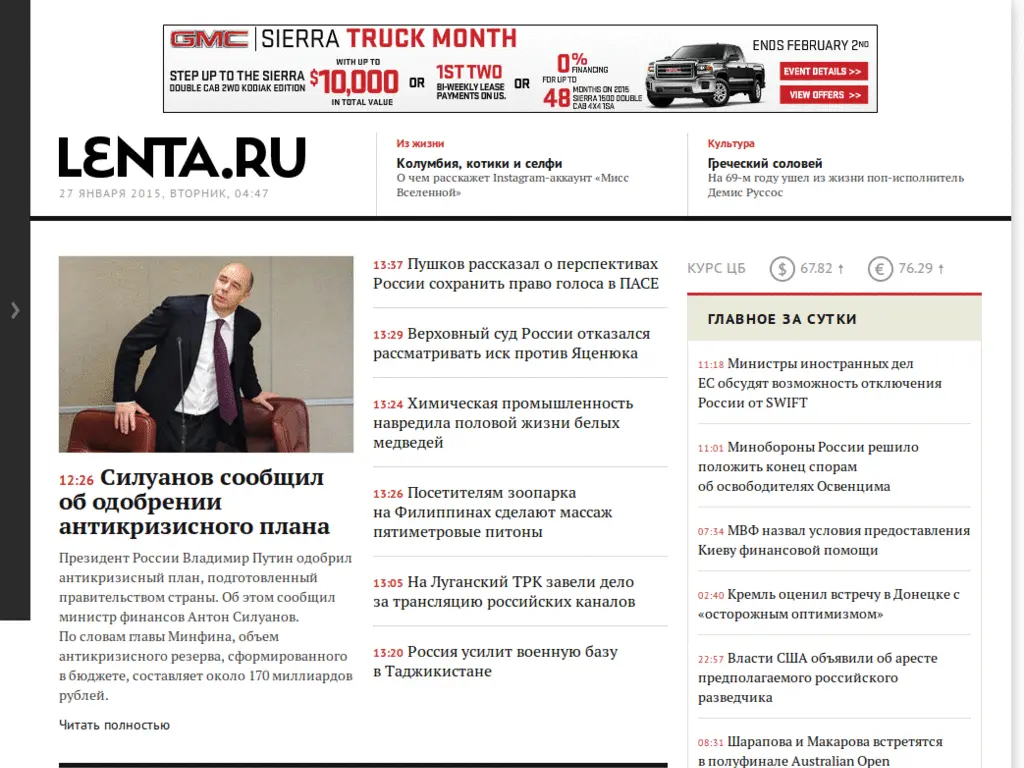 GMC SIERRA TRUCK MONTH
STEP UP TO THE SIERRA
DOUBLE CAB 2WD KODIAK EDITION
WITH UP TO
$10,000
IN TOTAL VALUE
OR
1ST TWO
BI-WEEKLY LEASE
PAYMENTS ON US.
OR
0%
FINANCING
FOR UP TO
48
MONTHS ON 2015
SIERRA 1500 DOUBLE
CAB 4X4 1SA
ENDS FEBRUARY 2ND
EVENT DETAILS >>
VIEW OFFERS >>
LENTA.RU
27 ЯНВАРЯ 2015, ВТОРНИК, 04:47
Из жизни
Колумбия, котики и селфи
О чем расскажет Instagram-аккаунт «Мисс
Вселенной»
Культура
Греческий соловей
На 69-м году ушел из жизни поп-исполнитель
Демис Руссос
12:26 Силуанов сообщил
об одобрении
антикризисного плана
Президент России Владимир Путин одобрил
антикризисный план, подготовленный
правительством страны. Об этом сообщил
министр финансов Антон Силуанов.
По словам главы Минфина, объем
антикризисного резерва, сформированного
в бюджете, составляет около 170 миллиардов
рублей.
Читать полностью
13:37 Пушков рассказал о перспективах
России сохранить право голоса в ПАСЕ
13:29 Верховный суд России отказался
рассматривать иск против Яценюка
13:24 Химическая промышленность
навредила половой жизни белых
медведей
13:26 Посетителям зоопарка
на Филиппинах сделают массаж
пятиметровые питоны
13:05 На Луганский ТРК завели дело
за трансляцию российских каналов
13:20 Россия усилит военную базу
в Таджикистане
КУРС ЦБ $ 67.82 ↑ € 76.29 ↑
ГЛАВНОЕ ЗА СУТКИ
11:18 Министры иностранных дел
ЕС обсудят возможность отключения
России от SWIFT
11:01 Минобороны России решило
положить конец спорам
об освободителях Освенцима
07:34 МВФ назвал условия предоставления
Киеву финансовой помощи
02:40 Кремль оценил встречу в Донецке с
«осторожным оптимизмом»
22:57 Власти США объявили об аресте
предполагаемого российского
разведчика
08:31 Шарапова и Макарова встретятся
в полуфинале Australian Open